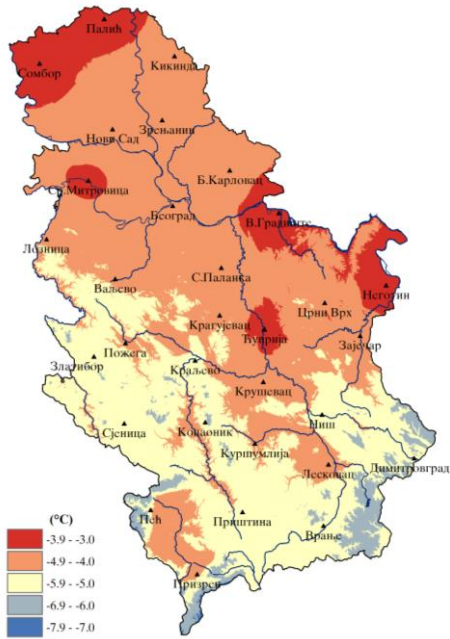 Палић
Сомбор
Кикинда
Зрењанин
Нови Сад
Б.Карловац
Ср.Митровица
Београд
В.Градиште
Лозница
С.Паланка
Неготин
Ваљево
Црни Врх
Крагујевац
Ћуприја
Зајечар
Пожега
Златибор
Краљево
Крушевац
Ниш
Сјеница
Копаоник
Куршумлија
Димитровград
Лесковац
Пећ
Приштина
Врање
(°C)
-3.9 - -3.0
-4.9 - -4.0
-5.9 - -5.0
-6.9 - -6.0
-7.9 - -7.0
Призрен